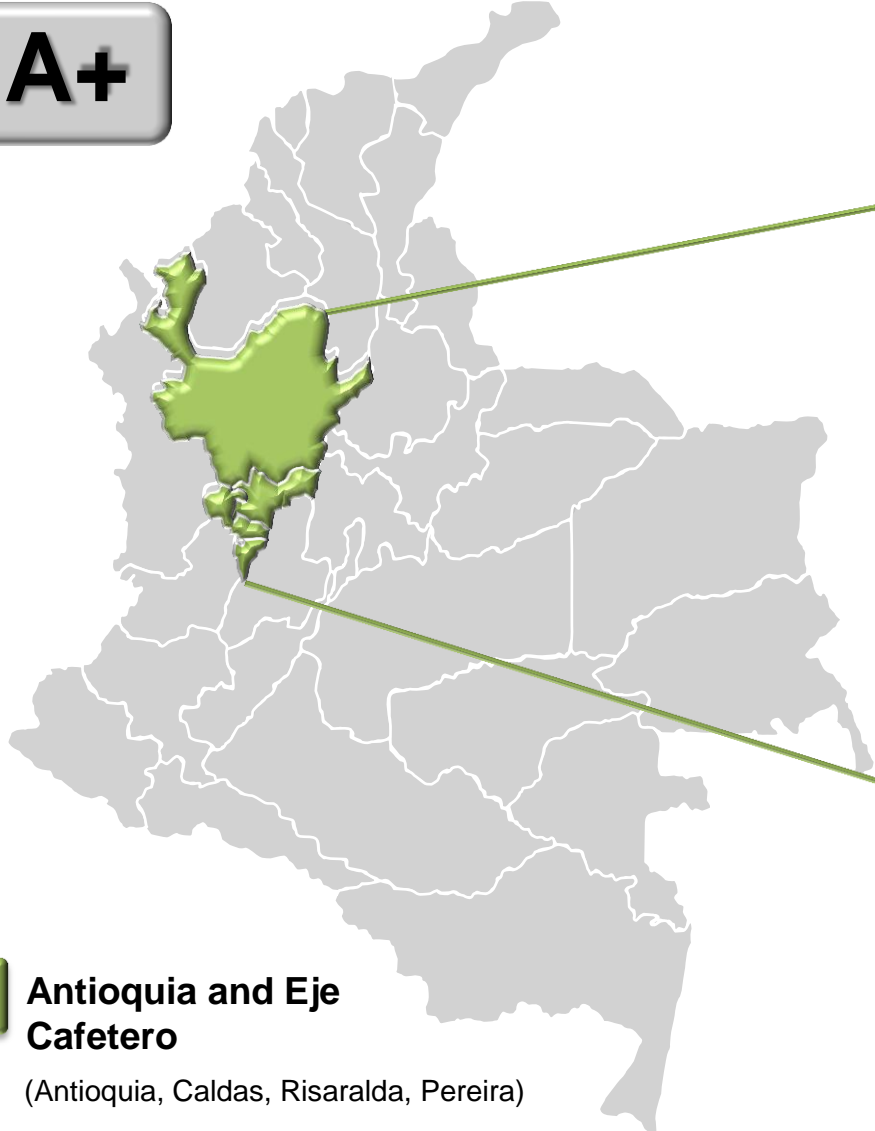 A+
Antioquia and Eje
Cafetero
(Antioquia, Caldas, Risaralda, Pereira)